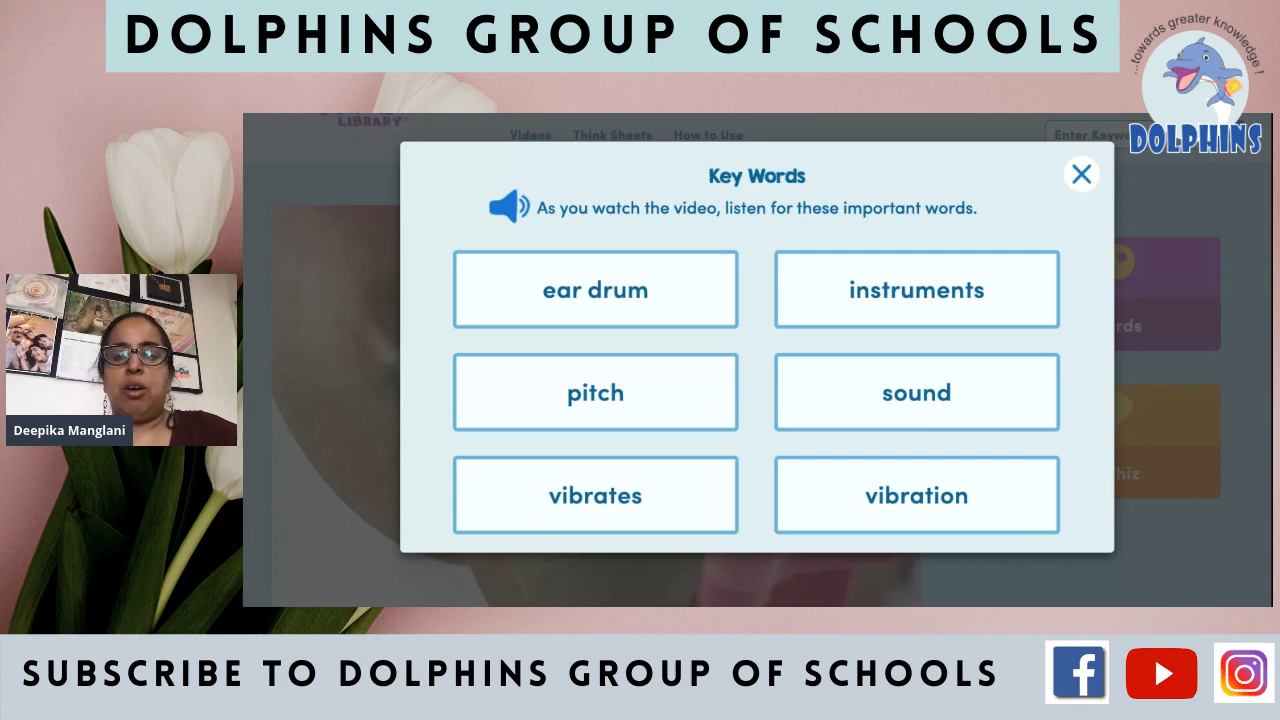 DOLPHINS GROUP OF SCHOOLS
...towards greater knowledge !
DOLPHINS
LIBRARY
Videos Think Sheets How to Use
Enter Keywo
Key Words
As you watch the video, listen for these important words.
ear drum
instruments
pitch
sound
vibrates
vibration
rds
hiz
Deepika Manglani
SUBSCRIBE TO DOLPHINS GROUP OF SCHOOLS